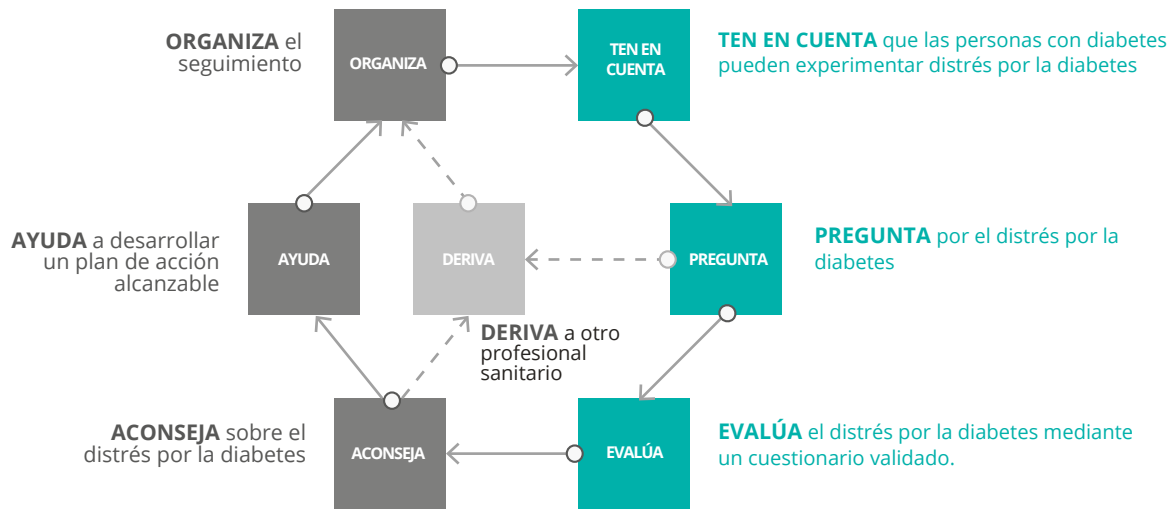 ORGANIZA el
seguimiento
ORGANIZA
TEN EN
CUENTA
TEN EN CUENTA que las personas con diabetes
pueden experimentar distrés por la diabetes
AYUDA a desarrollar
un plan de acción
alcanzable
AYUDA
DERIVA
PREGUNTA
PREGUNTA por el distrés por la
diabetes
DERIVA a otro
profesional
sanitario
ACONSEJA sobre el
distrés por la diabetes
ACONSEJA
EVALÚA
EVALÚA el distrés por la diabetes mediante
un cuestionario validado.